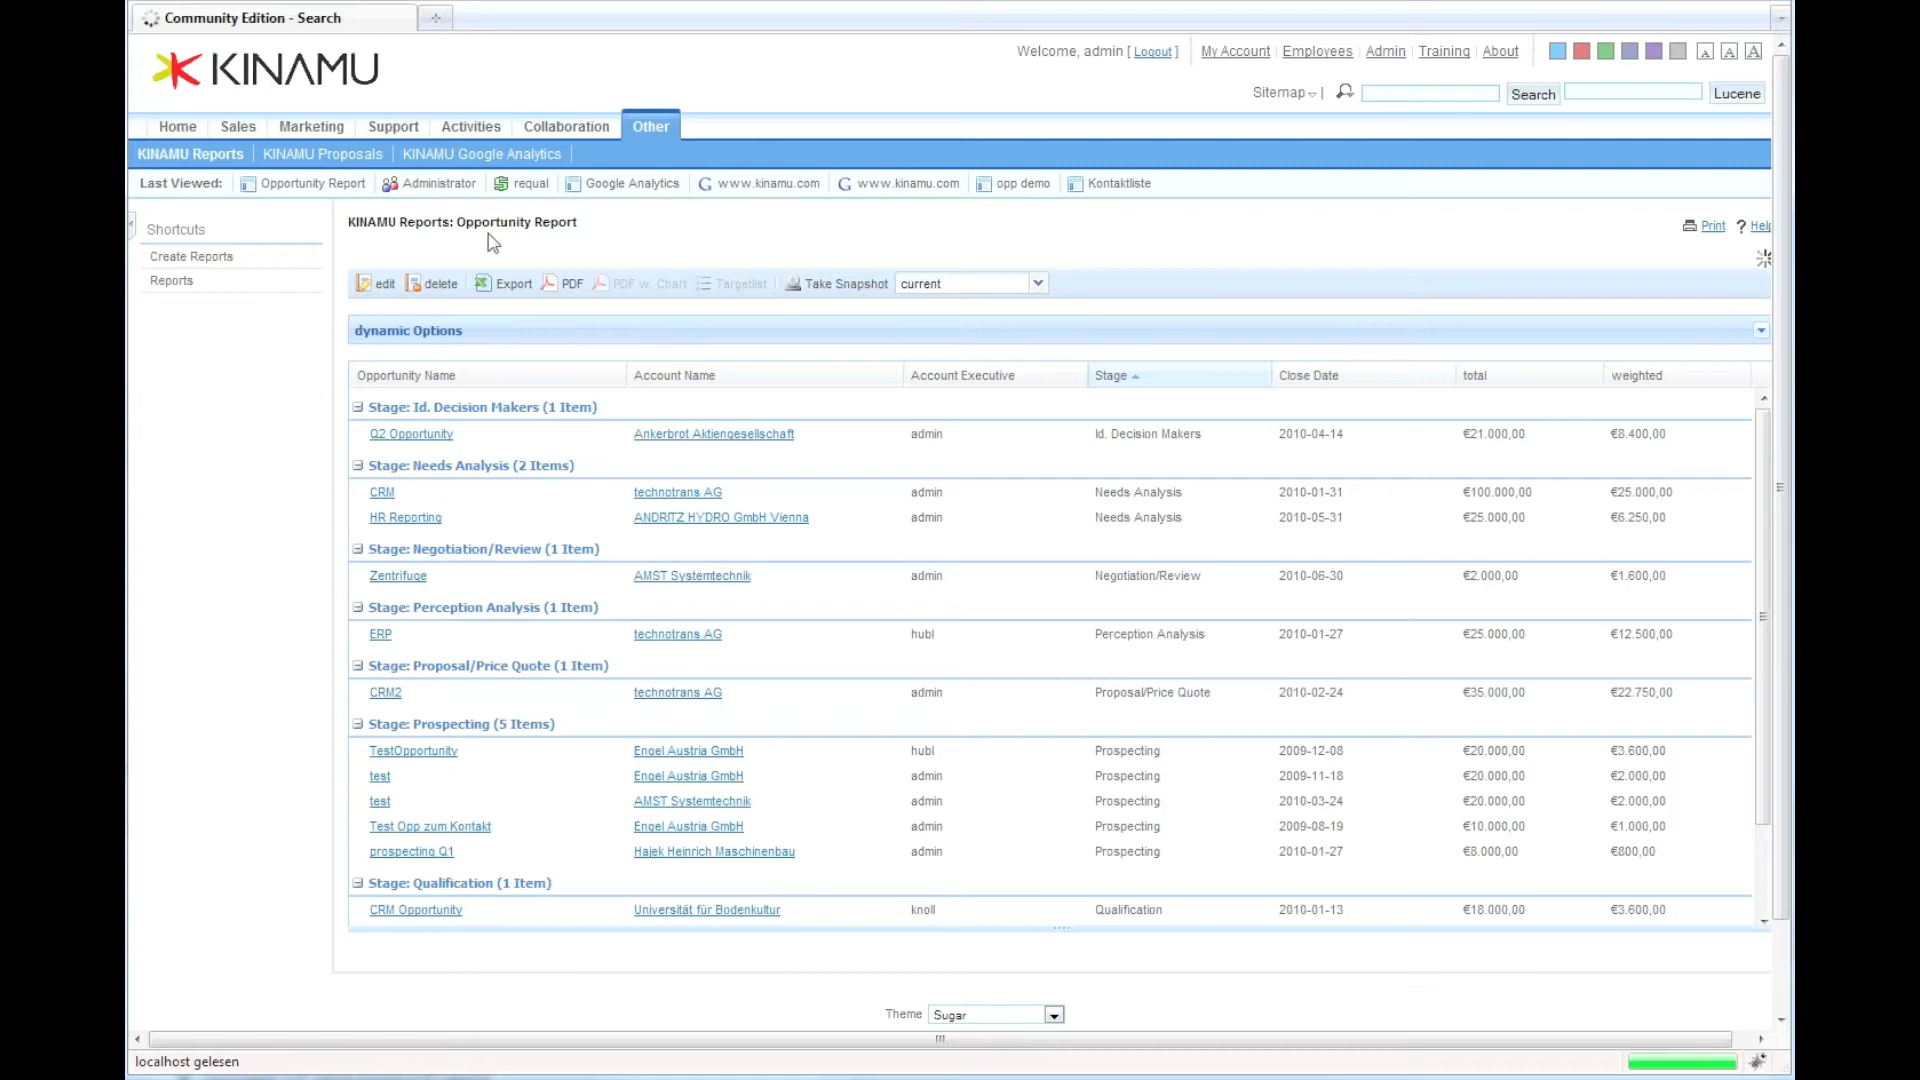 Community Edition - Search
KINAMU
Welcome, admin [ Logout ] My Account Employees Admin Training About A A A
Sitemap Search Lucene
Home Sales Marketing Support Activities Collaboration Other
KINAMU Reports KINAMU Proposals KINAMU Google Analytics
Last Viewed: Opportunity Report Administrator requal Google Analytics www.kinamu.com www.kinamu.com opp demo Kontaktliste
Shortcuts
Create Reports
Reports
KINAMU Reports: Opportunity Report
Print ? Help
edit delete Export PDF PDF w. Chart Targetlist Take Snapshot current
dynamic Options
Opportunity Name Account Name Account Executive Stage Close Date total weighted
Stage: Id. Decision Makers (1 Item)
Q2 Opportunity Ankerbrot Aktiengesellschaft admin Id. Decision Makers 2010-04-14 €21.000,00 €8.400,00
Stage: Needs Analysis (2 Items)
CRM technotrans AG admin Needs Analysis 2010-01-31 €100.000,00 €25.000,00
HR Reporting ANDRITZ HYDRO GmbH Vienna admin Needs Analysis 2010-05-31 €25.000,00 €6.250,00
Stage: Negotiation/Review (1 Item)
Zentrifuge AMST Systemtechnik admin Negotiation/Review 2010-06-30 €2.000,00 €1.600,00
Stage: Perception Analysis (1 Item)
ERP technotrans AG hubl Perception Analysis 2010-01-27 €25.000,00 €12.500,00
Stage: Proposal/Price Quote (1 Item)
CRM2 technotrans AG admin Proposal/Price Quote 2010-02-24 €35.000,00 €22.750,00
Stage: Prospecting (5 Items)
TestOpportunity Engel Austria GmbH hubl Prospecting 2009-12-08 €20.000,00 €3.600,00
test Engel Austria GmbH admin Prospecting 2009-11-18 €20.000,00 €2.000,00
test AMST Systemtechnik admin Prospecting 2010-03-24 €20.000,00 €2.000,00
Test Opp zum Kontakt Engel Austria GmbH admin Prospecting 2009-08-19 €10.000,00 €1.000,00
prospecting Q1 Hajek Heinrich Maschinenbau admin Prospecting 2010-01-27 €8.000,00 €800,00
Stage: Qualification (1 Item)
CRM Opportunity Universität für Bodenkultur knoll Qualification 2010-01-13 €18.000,00 €3.600,00
Theme Sugar
localhost gelesen